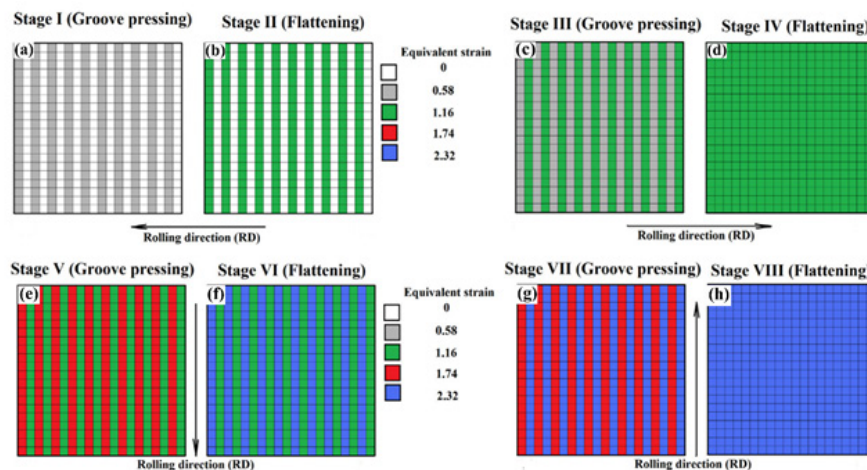 Stage I (Groove pressing)
Stage II (Flattening)
Stage III (Groove pressing)
Stage IV (Flattening)
(a)
(b)
Equivalent strain
0
0.58
1.16
1.74
2.32
(c)
(d)
Rolling direction (RD)
Rolling direction (RD)
Stage V (Groove pressing)
Stage VI (Flattening)
Stage VII (Groove pressing)
Stage VIII (Flattening)
(e)
(f)
Equivalent strain
0
0.58
1.16
1.74
2.32
(g)
(h)
Rolling direction (RD)
Rolling direction (RD)